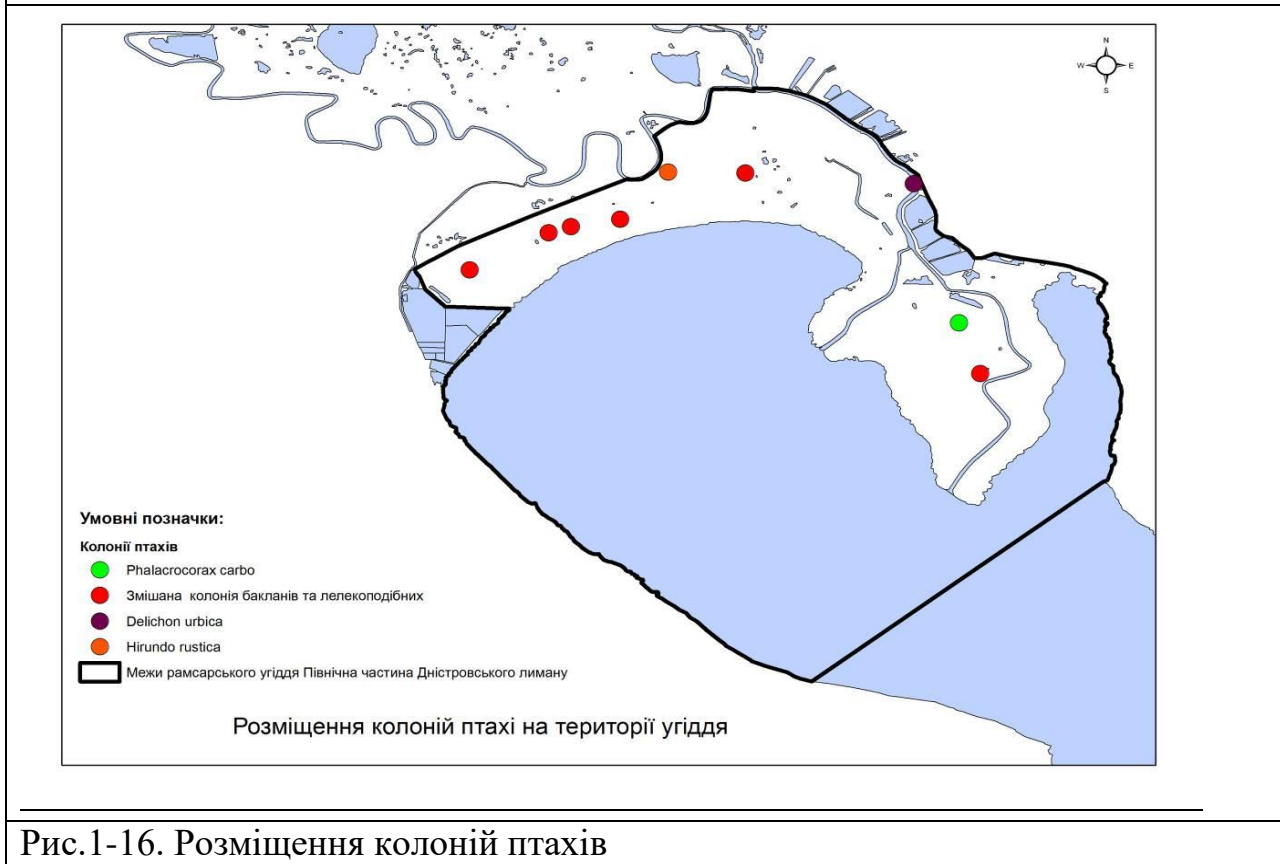 N
W E
S
Умовні позначки:
Колонії птахів
Phalacrocorax carbo
Змішана колонія бакланів та лелекоподібних
Delichon urbica
Hirundo rustica
Межи рамсарського угіддя Північна частина Дністровського лиману
Розміщення колоній птахі на території угіддя
Рис.1-16. Розміщення колоній птахів